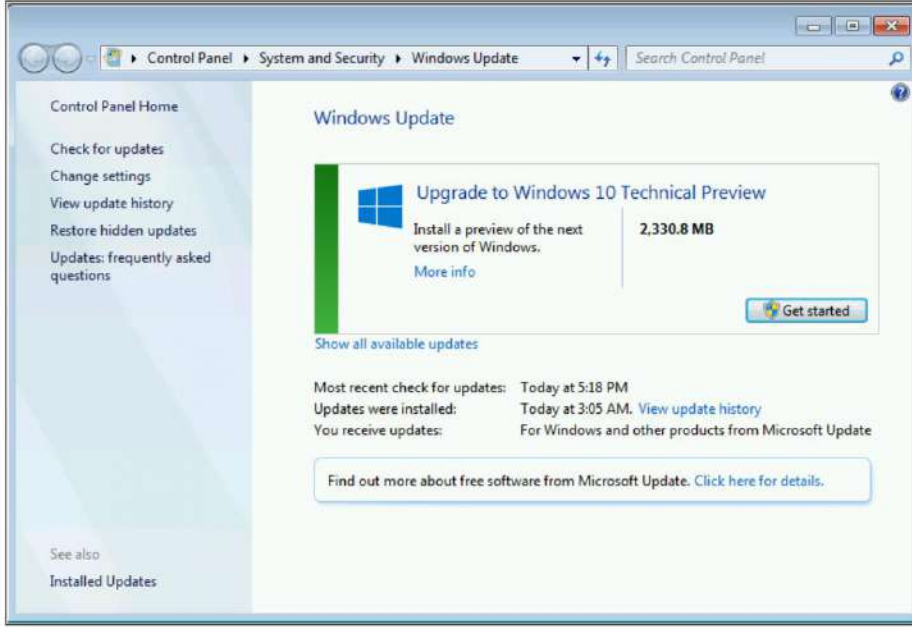 Control Panel ▸ System and Security ▸ Windows Update
Search Control Panel
Control Panel Home
Check for updates
Change settings
View update history
Restore hidden updates
Updates: frequently asked
questions
See also
Installed Updates
Windows Update
Upgrade to Windows 10 Technical Preview
Install a preview of the next
version of Windows.
More info
2,330.8 MB
Get started
Show all available updates
Most recent check for updates: Today at 5:18 PM
Updates were installed: Today at 3:05 AM. View update history
You receive updates: For Windows and other products from Microsoft Update
Find out more about free software from Microsoft Update. Click here for details.